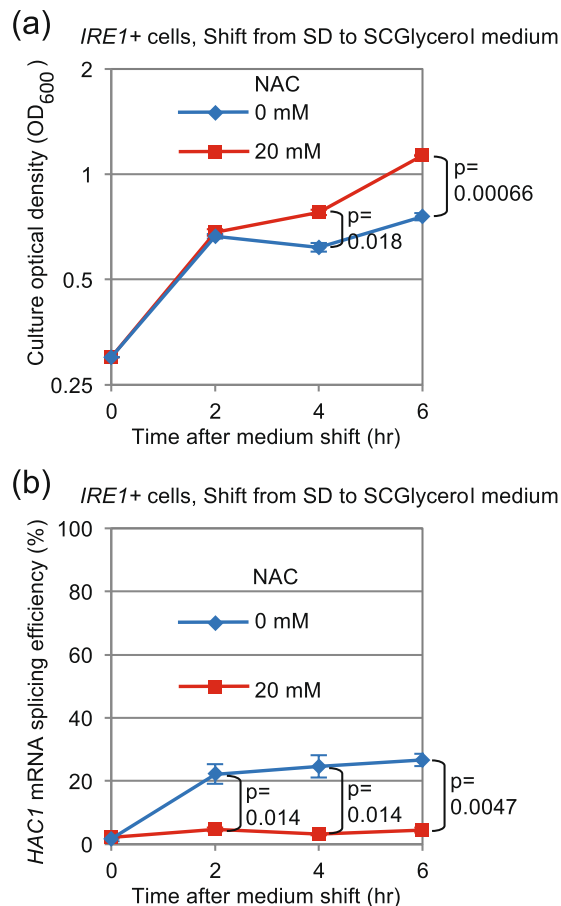 (a)
IRE1+ cells, Shift from SD to SCGlycerol medium
Culture optical density (OD600)
2
1
0.5
0.25
NAC
0 mM
20 mM
p=
0.018
p=
0.00066
0 2 4 6
Time after medium shift (hr)
(b)
IRE1+ cells, Shift from SD to SCGlycerol medium
HAC1 mRNA splicing efficiency (%)
100
80
60
40
20
0
NAC
0 mM
20 mM
p=
0.014
p=
0.014
p=
0.0047
0 2 4 6
Time after medium shift (hr)